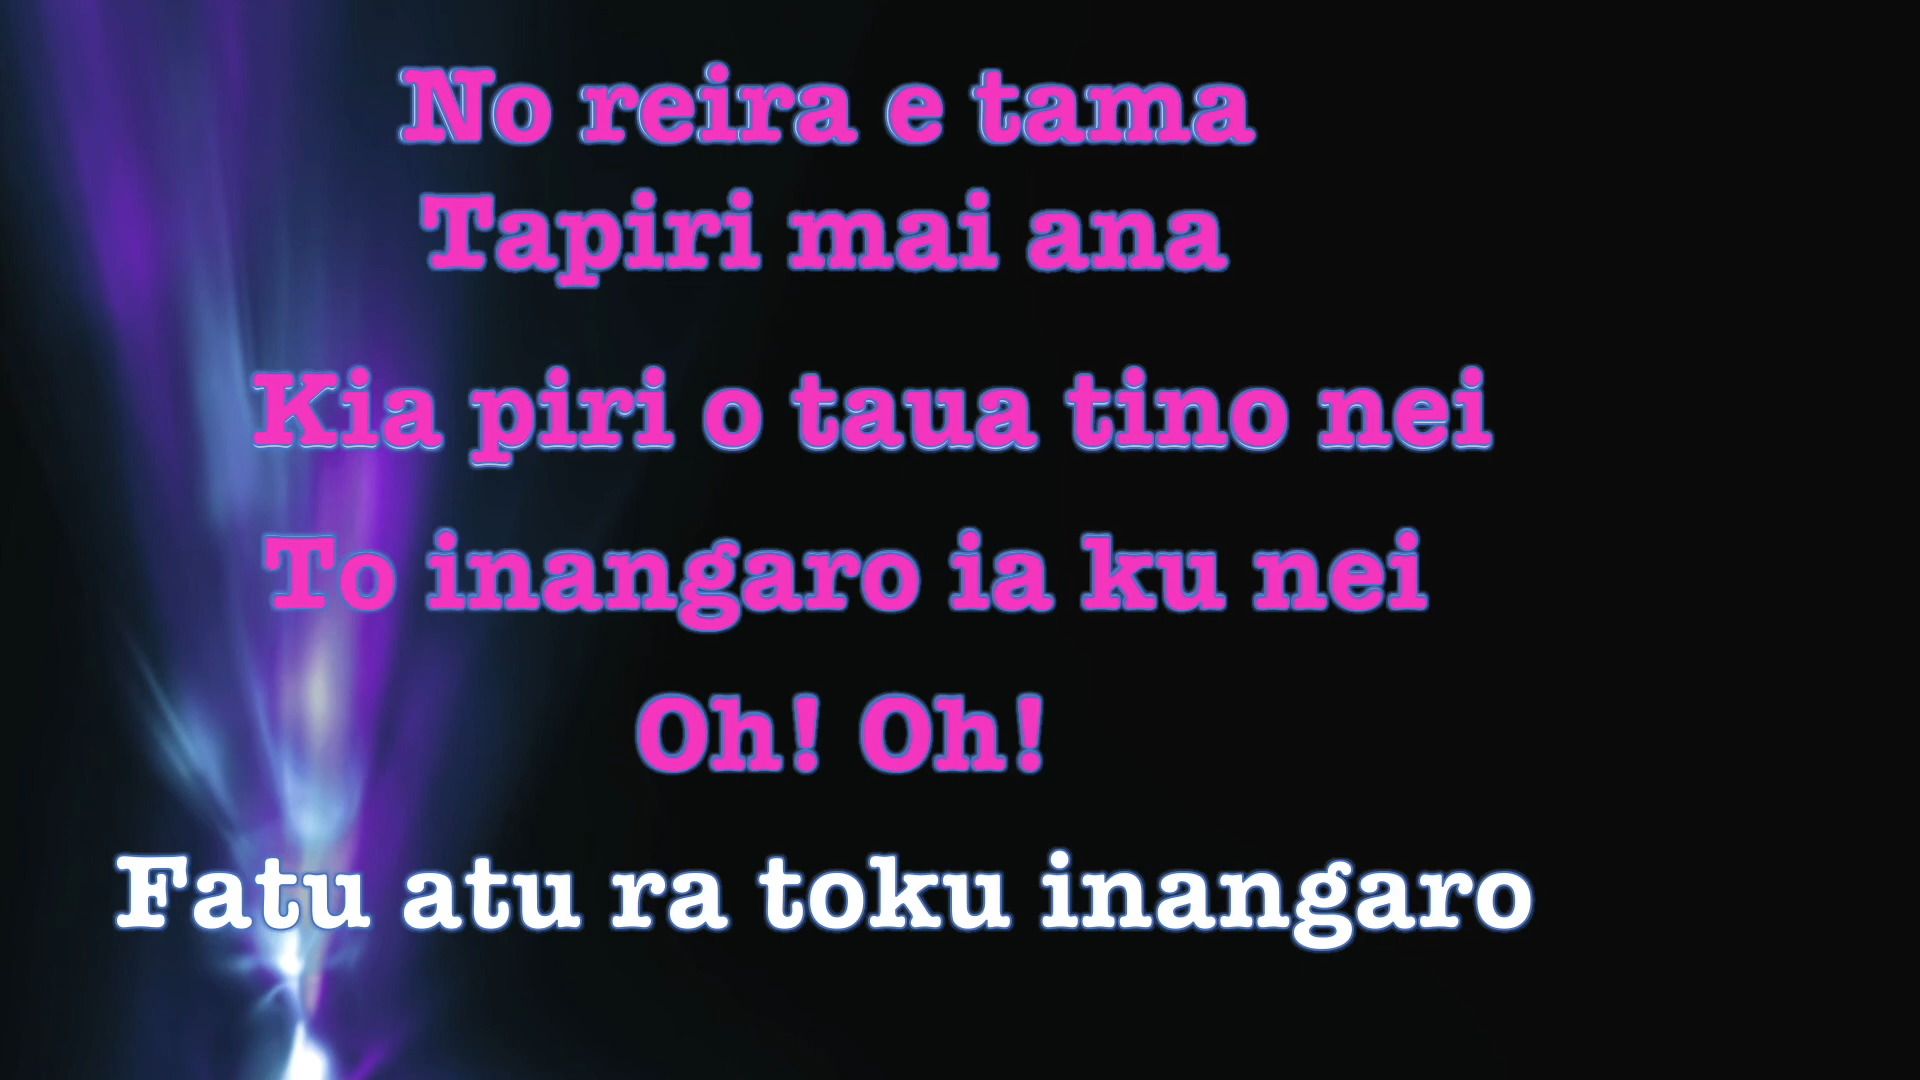 No reira e tama
Tapiri mai ana
Kia piri o taua tino nei
To inangaro ia ku nei
Oh! Oh!
Fatu atu ra toku inangaro